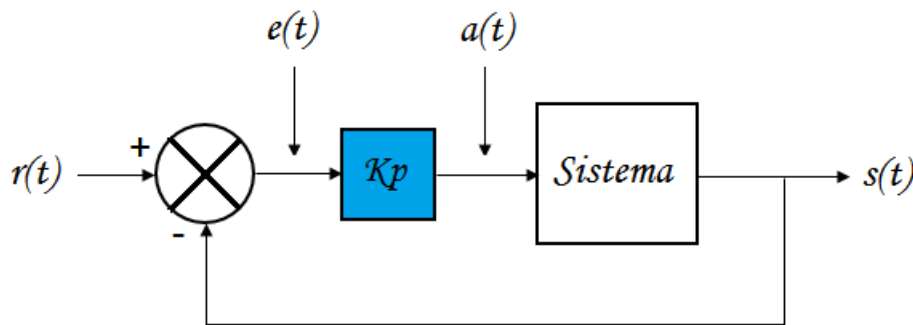 e(t)
a(t)
+
r(t)
Kp
Sistema
s(t)
-